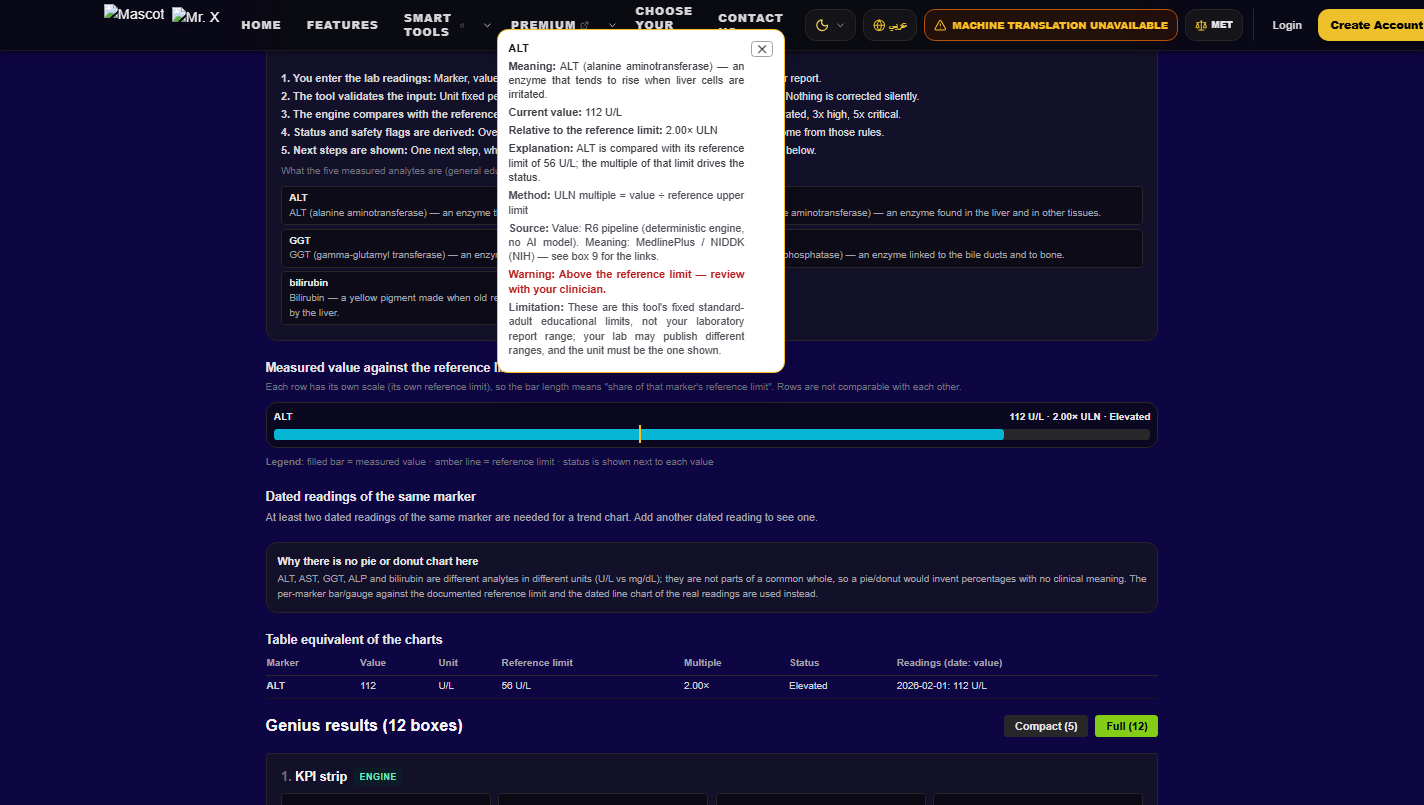 Mascot
Mr. X
HOME
FEATURES
SMART TOOLS
PREMIUM
CHOOSE YOUR
CONTACT
عربي
MACHINE TRANSLATION UNAVAILABLE
MET
Login
Create Account
ALT
Meaning: ALT (alanine aminotransferase) — an
enzyme that tends to rise when liver cells are
irritated.
Current value: 112 U/L
Relative to the reference limit: 2.00× ULN
Explanation: ALT is compared with its reference
limit of 56 U/L; the multiple of that limit drives the
status.
Method: ULN multiple = value ÷ reference upper
limit
Source: Value: R6 pipeline (deterministic engine,
no AI model). Meaning: MedlinePlus / NIDDK
(NIH) — see box 9 for the links.
Warning: Above the reference limit — review
with your clinician.
Limitation: These are this tool's fixed standard-
adult educational limits, not your laboratory
report range; your lab may publish different
ranges, and the unit must be the one shown.
1. You enter the lab readings: Marker, value
report.
2. The tool validates the input: Unit fixed
Nothing is corrected silently.
3. The engine compares with the reference
3x high, 5x critical.
4. Status and safety flags are derived:
from those rules.
5. Next steps are shown: One next step,
below.
What the five measured analytes are (general
ALT
ALT (alanine aminotransferase) — an enzyme
aminotransferase) — an enzyme found in the liver and in other tissues.
GGT
GGT (gamma-glutamyl transferase) — an
— an enzyme linked to the bile ducts and to bone.
bilirubin
Bilirubin — a yellow pigment made when old
by the liver.
Measured value against the reference
Each row has its own scale (its own reference limit), so the bar length means "share of that marker's reference limit". Rows are not comparable with each other.
ALT
112 U/L · 2.00× ULN · Elevated
Legend: filled bar = measured value · amber line = reference limit · status is shown next to each value
Dated readings of the same marker
At least two dated readings of the same marker are needed for a trend chart. Add another dated reading to see one.
Why there is no pie or donut chart here
ALT, AST, GGT, ALP and bilirubin are different analytes in different units (U/L vs mg/dL); they are not parts of a common whole, so a pie/donut would invent percentages with no clinical meaning. The
per-marker bar/gauge against the documented reference limit and the dated line chart of the real readings are used instead.
Table equivalent of the charts
Marker Value Unit Reference limit Multiple Status Readings (date: value)
ALT 112 U/L 56 U/L 2.00× Elevated 2026-02-01: 112 U/L
Genius results (12 boxes)
Compact (5)
Full (12)
1. KPI strip ENGINE